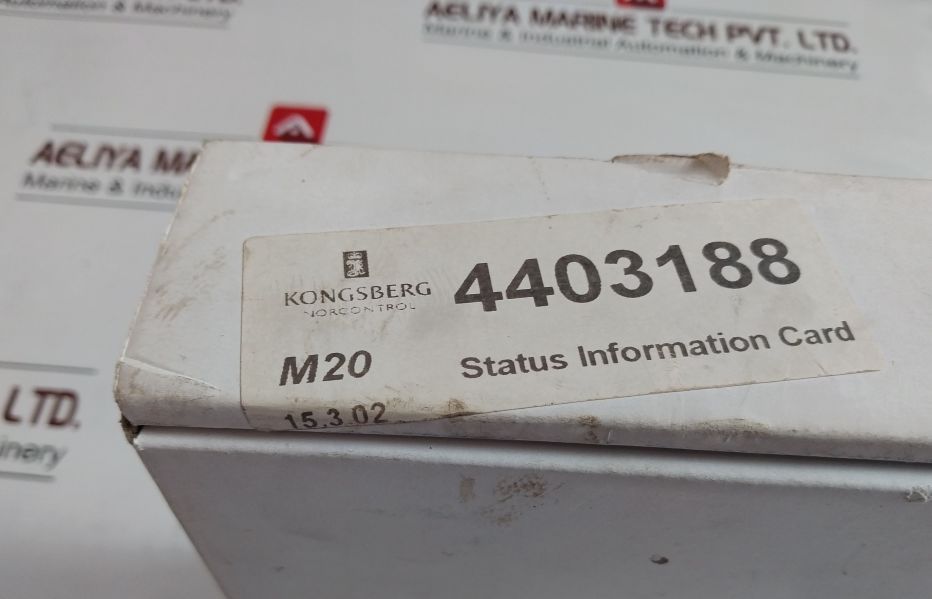 Automation & Machinery
AELIYA MARINE TECH PVT. LTD.
Marine & Industrial Automation & Machinery
AELIYA MA
Marine & Indu
KONGSBERG
NORCONTROL
4403188
M20
Status Information Card
15.3.02
LTD.
inery